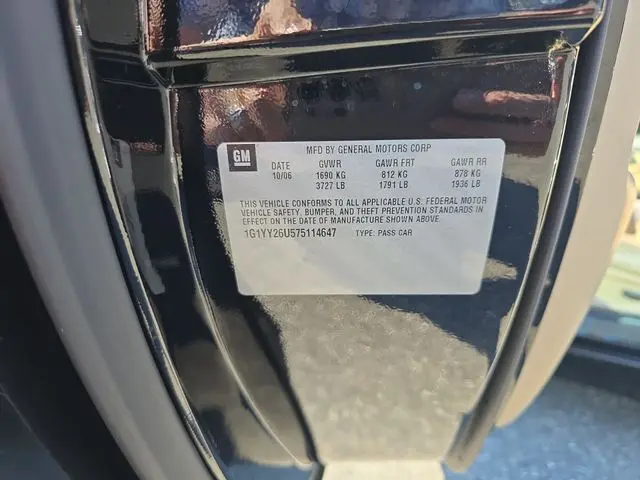 GM
MFD BY GENERAL MOTORS CORP
DATE GVWR GAWR FRT GAWR RR
10/06 1690 KG 812 KG 878 KG
3727 LB 1791 LB 1936 LB
THIS VEHICLE CONFORMS TO ALL APPLICABLE U.S. FEDERAL MOTOR
VEHICLE SAFETY, BUMPER, AND THEFT PREVENTION STANDARDS IN
EFFECT ON THE DATE OF MANUFACTURE SHOWN ABOVE.
1G1YY26U575114647 TYPE: PASS CAR